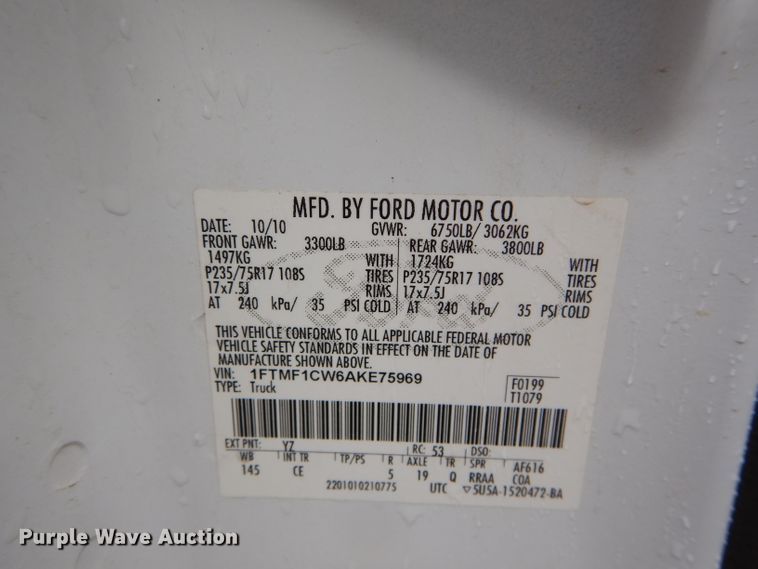 MFD. BY FORD MOTOR CO.
DATE: 10/10 GVWR: 6750LB/ 3062KG
FRONT GAWR: 3300LB REAR GAWR: 3800LB
1497KG WITH 1724KG WITH
P235/75R17 108S TIRES P235/75R17 108S TIRES
17x7.5J RIMS 17x7.5J RIMS
AT 240 kPa/ 35 PSI COLD AT 240 kPa/ 35 PSI COLD
THIS VEHICLE CONFORMS TO ALL APPLICABLE FEDERAL MOTOR
VEHICLE SAFETY STANDARDS IN EFFECT ON THE DATE OF
MANUFACTURE SHOWN ABOVE.
VIN: 1FTMF1CW6AKE75969 F0199
TYPE: Truck T1079
EXT PNT: YZ RC: 53 DSO:
WB INT TR TP/PS R AXLE TR SPR AF616
145 CE 5 19 Q RRAA COA
2201010210775 UTC ▽5U5A-1520472-BA
Purple Wave Auction